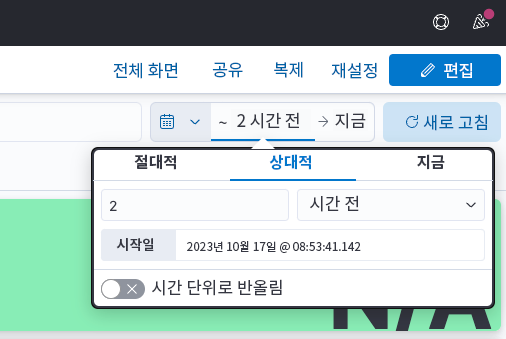 전체 화면 공유 복제 재설정 편집
~ 2 시간 전 → 지금 새로 고침
절대적 상대적 지금
2 시간 전
시작일 2023년 10월 17일 @ 08:53:41.142
시간 단위로 반올림
N/A